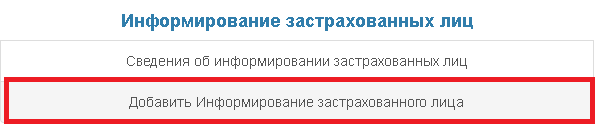 Информирование застрахованных лиц
Сведения об информировании застрахованных лиц
Добавить Информирование застрахованного лица